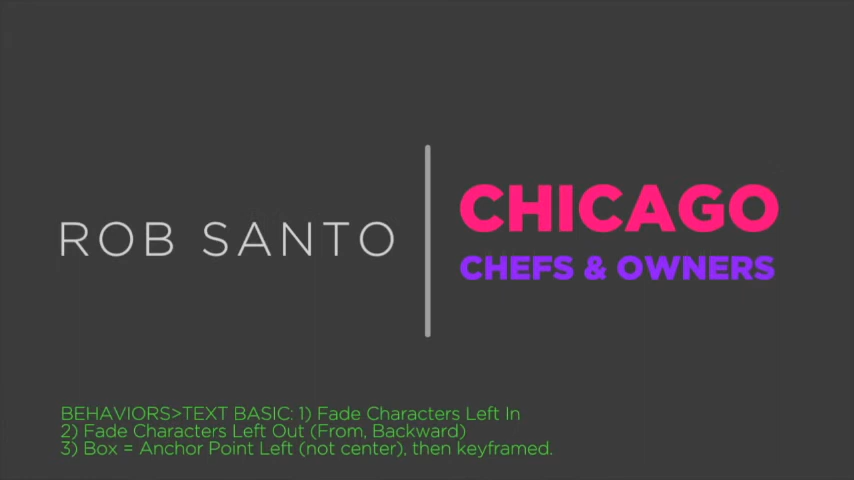 ROB SANTO
CHICAGO
CHEFS & OWNERS
BEHAVIORS>TEXT BASIC: 1) Fade Characters Left In
2) Fade Characters Left Out (From, Backward)
3) Box = Anchor Point Left (not center), then keyframed.